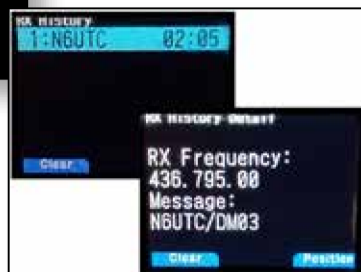 RX History
1:N6UTC 02:05
Clear
RX History Detail
RX Frequency:
436.795.00
Message:
N6UTC/DM03
Clear Position